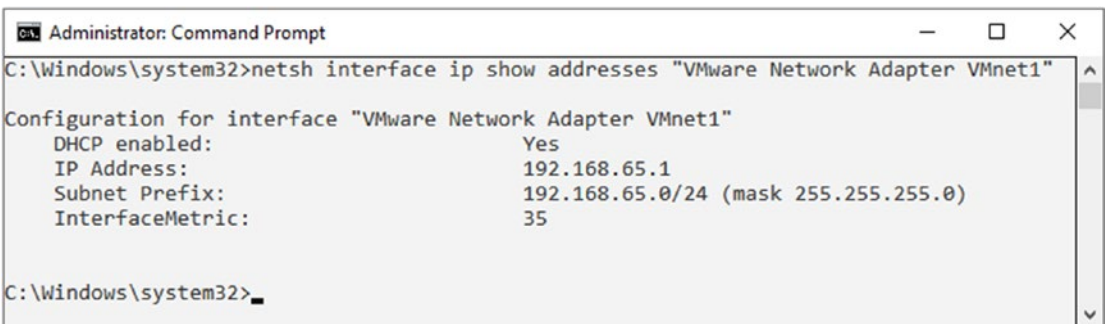 Administrator: Command Prompt
C:\Windows\system32>netsh interface ip show addresses "VMware Network Adapter VMnet1"
Configuration for interface "VMware Network Adapter VMnet1"
DHCP enabled: Yes
IP Address: 192.168.65.1
Subnet Prefix: 192.168.65.0/24 (mask 255.255.255.0)
InterfaceMetric: 35
C:\Windows\system32>